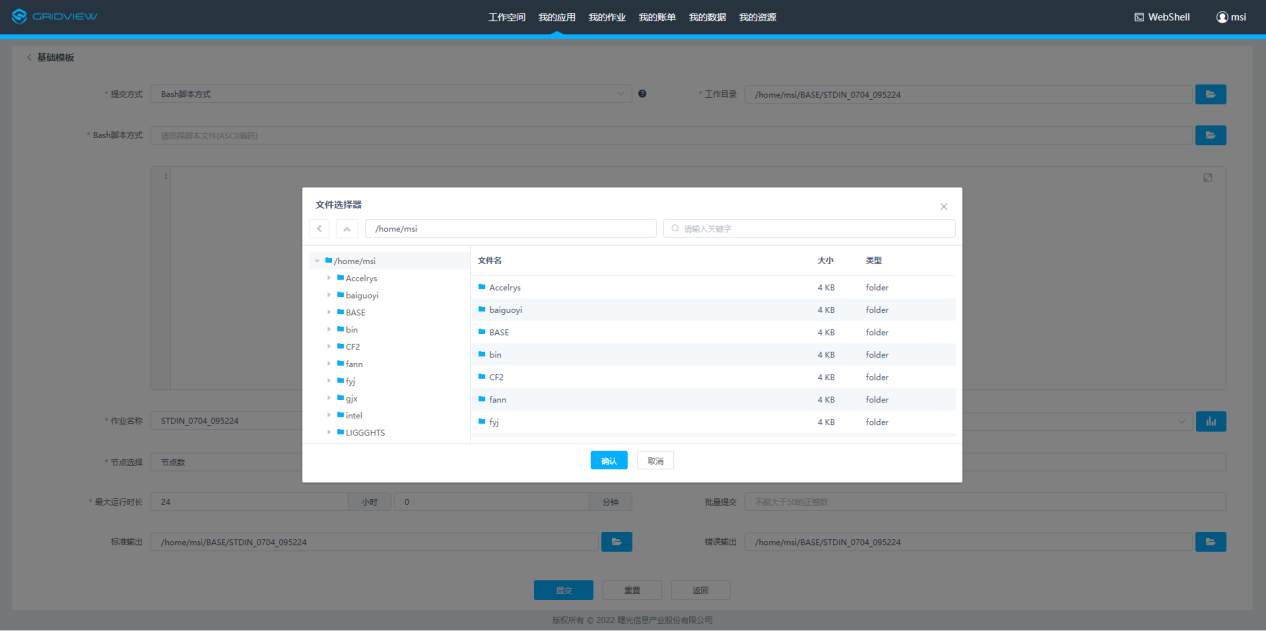 GRIDVIEW 工作空间 我的应用 我的作业 我的账单 我的数据 我的资源 WebShell msi
基础模板
* 提交方式 Bash脚本方式 * 工作目录 /home/msi/BASE/STDIN_0704_095224
* Bash脚本方式 请选择脚本文件(ASCII编码)
1
文件选择器
/home/msi 请输入关键字
/home/msi
Accelrys
baiguoyi
BASE
bin
CF2
fann
fyj
gjx
intel
LIGGGHTS
文件名 大小 类型
Accelrys 4 KB folder
baiguoyi 4 KB folder
BASE 4 KB folder
bin 4 KB folder
CF2 4 KB folder
fann 4 KB folder
fyj 4 KB folder
确认 取消
* 作业名称 STDIN_0704_095224
* 节点选择 节点数
* 最大运行时长 24 小时 0 分钟 批量提交 不能大于50的正整数
标准输出 /home/msi/BASE/STDIN_0704_095224 错误输出 /home/msi/BASE/STDIN_0704_095224
提交 重置 返回
版权所有 © 2022 曙光信息产业股份有限公司